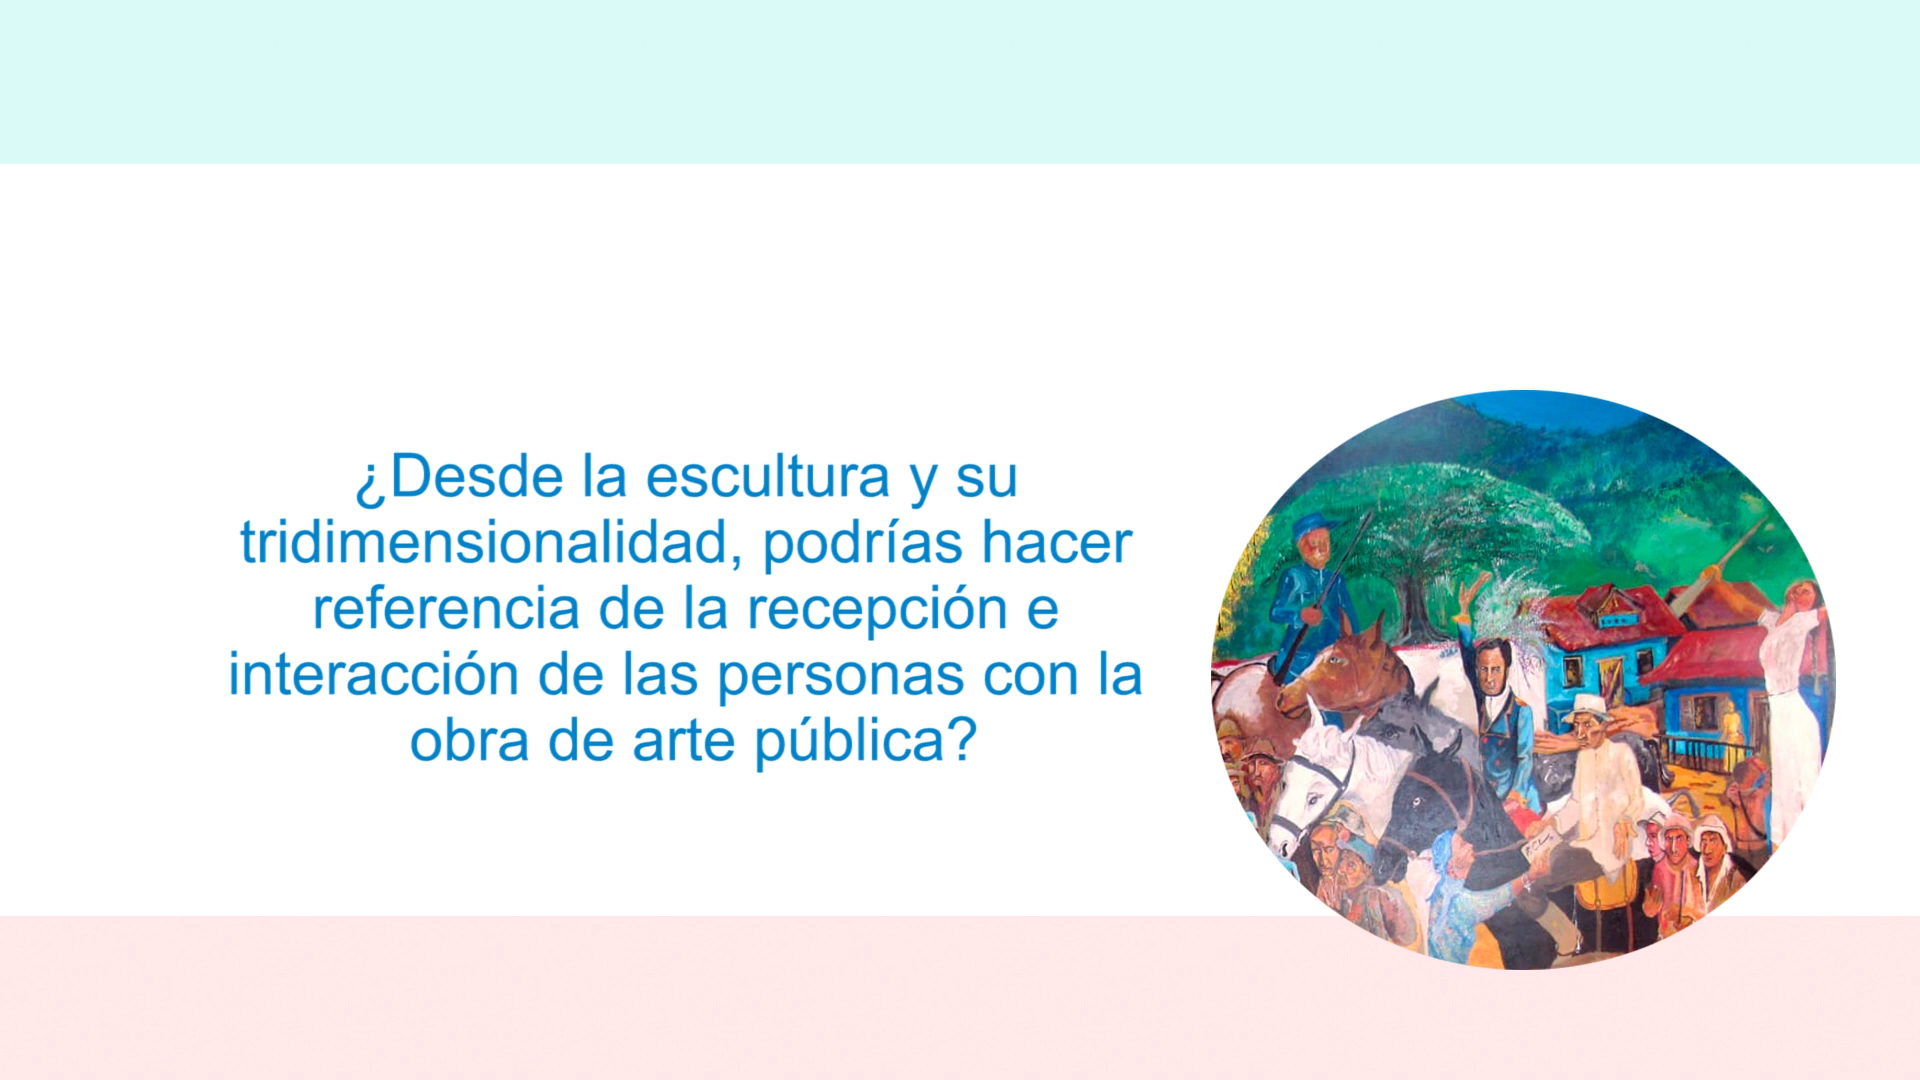 ¿Desde la escultura y su
tridimensionalidad, podrías hacer
referencia de la recepción e
interacción de las personas con la
obra de arte pública?